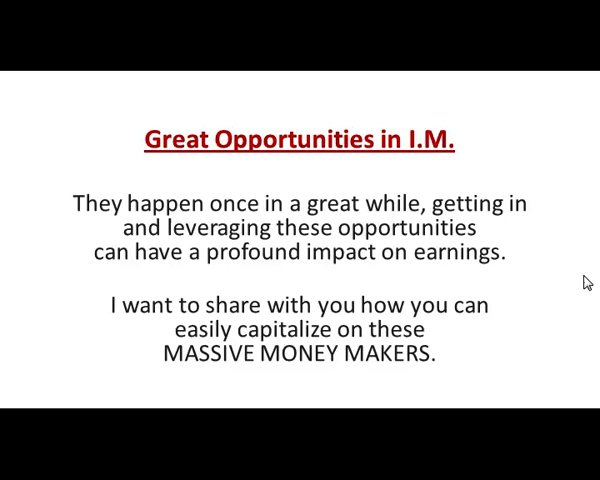 Great Opportunities in I.M.
They happen once in a great while, getting in
and leveraging these opportunities
can have a profound impact on earnings.
I want to share with you how you can
easily capitalize on these
MASSIVE MONEY MAKERS.